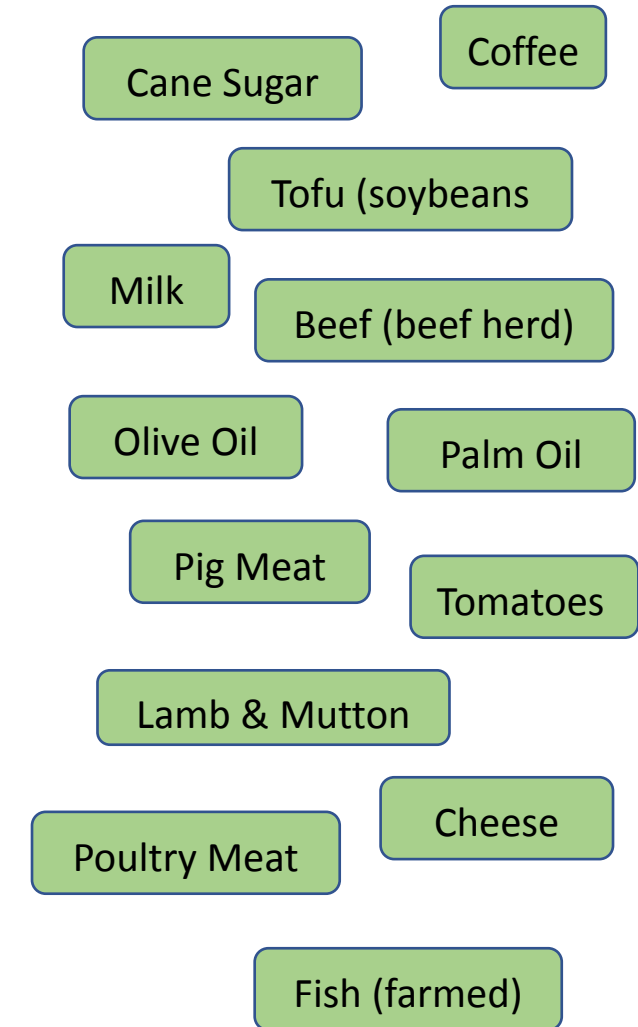 Coffee
Cane Sugar
Tofu (soybeans
Milk
Beef (beef herd)
Olive Oil
Palm Oil
Pig Meat
Tomatoes
Lamb & Mutton
Cheese
Poultry Meat
Fish (farmed)